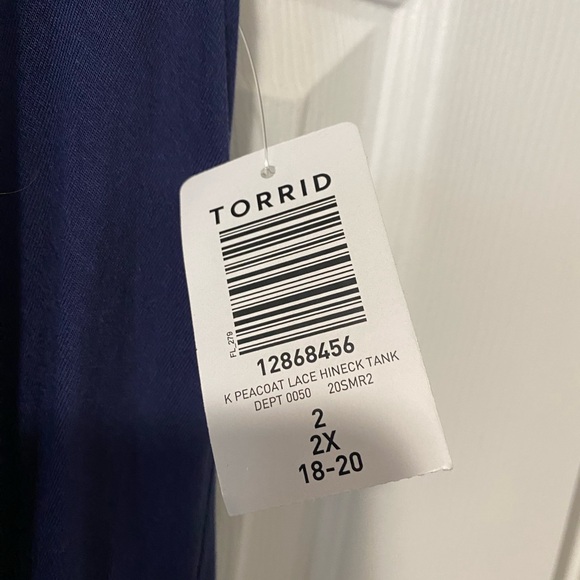 TORRID
FL_279
12868456
K PEACOAT LACE HINECK TANK
DEPT 0050 20SMR2
2
2X
18-20